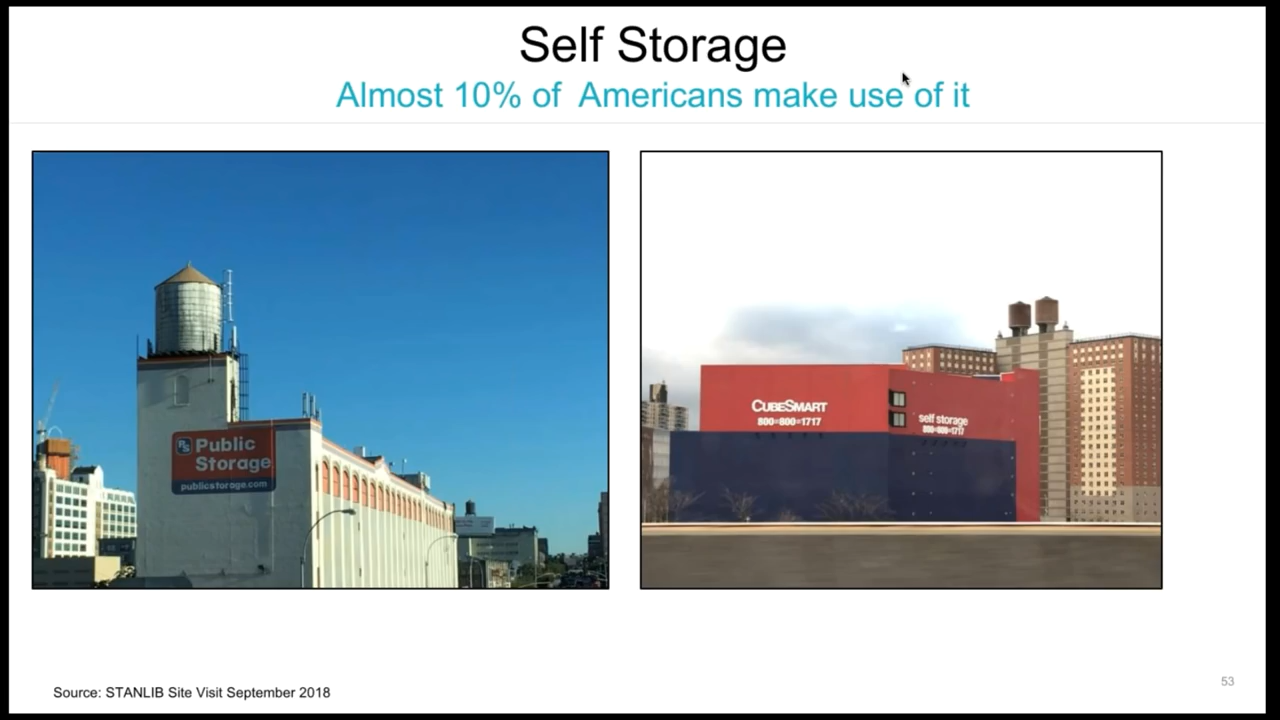 Self Storage
Almost 10% of Americans make use of it
PS
Public
Storage
publicstorage.com
CUBESMART
800=800=1717
self storage
800=800=1717
Source: STANLIB Site Visit September 2018
53